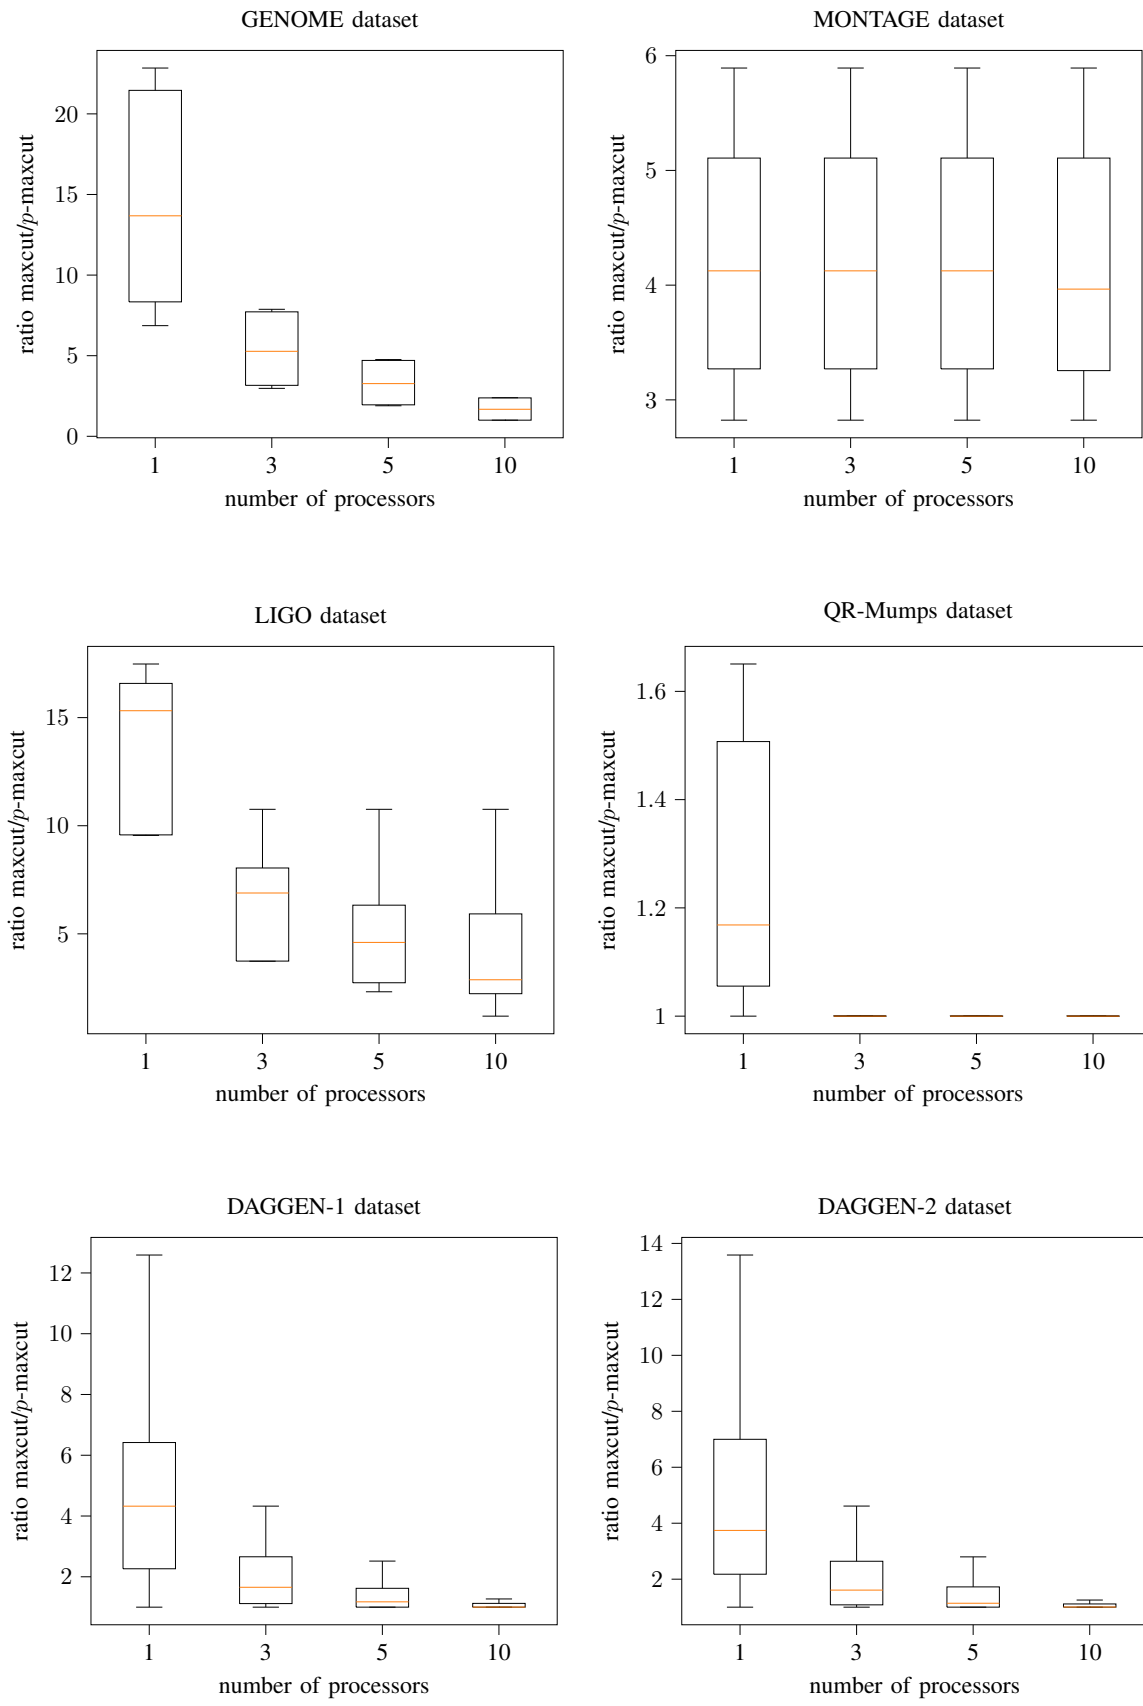 GENOME dataset
ratio maxcut/p-maxcut
20
15
10
5
0
1 3 5 10
number of processors
MONTAGE dataset
ratio maxcut/p-maxcut
6
5
4
3
1 3 5 10
number of processors
LIGO dataset
ratio maxcut/p-maxcut
15
10
5
1 3 5 10
number of processors
QR-Mumps dataset
ratio maxcut/p-maxcut
1.6
1.4
1.2
1
1 3 5 10
number of processors
DAGGEN-1 dataset
ratio maxcut/p-maxcut
12
10
8
6
4
2
1 3 5 10
number of processors
DAGGEN-2 dataset
ratio maxcut/p-maxcut
14
12
10
8
6
4
2
1 3 5 10
number of processors